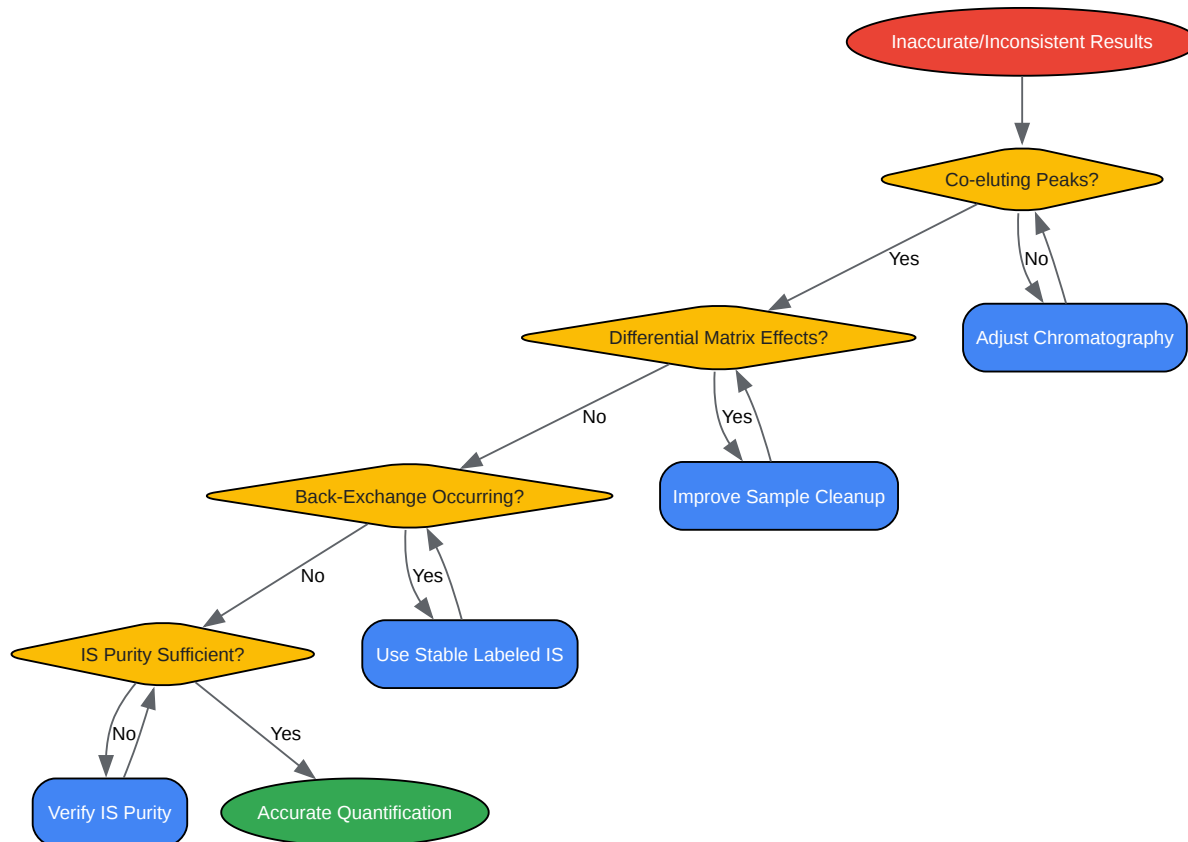 Inaccurate/Inconsistent Results
Co-eluting Peaks?
Yes
No
Differential Matrix Effects?
Adjust Chromatography
No
Yes
Back-Exchange Occurring?
Improve Sample Cleanup
No
Yes
IS Purity Sufficient?
Use Stable Labeled IS
No
Yes
Verify IS Purity
Accurate Quantification